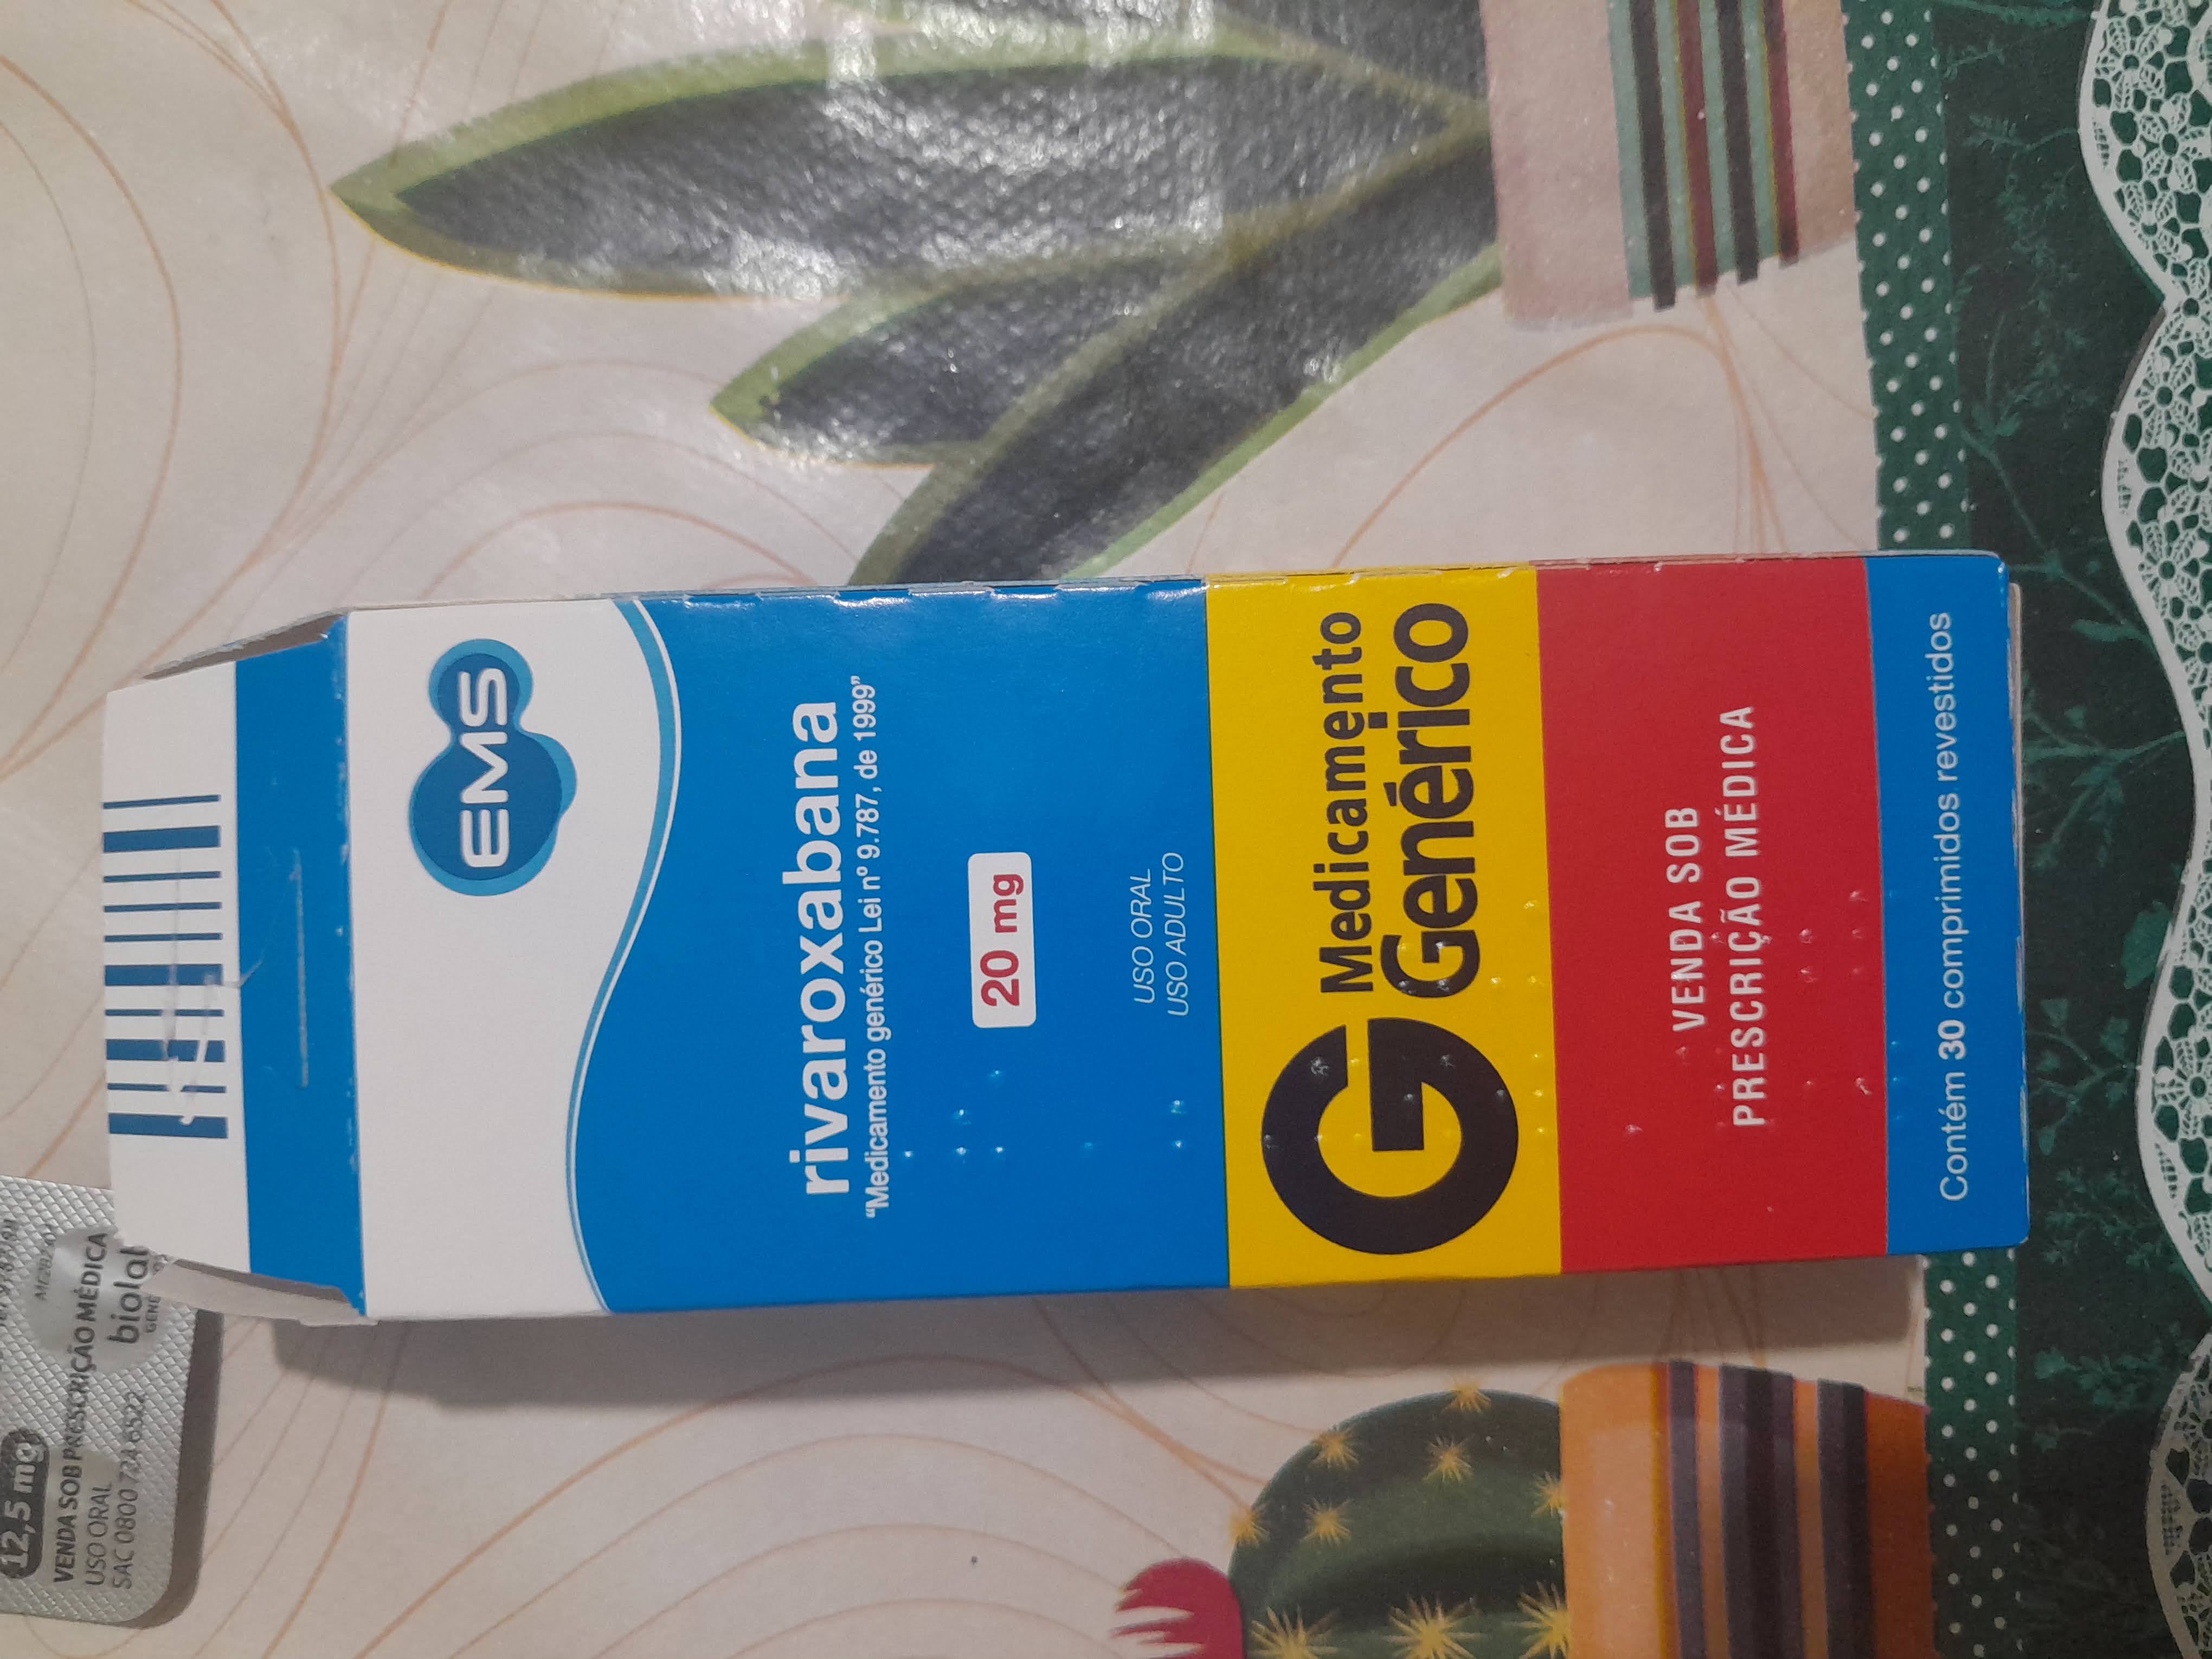 12,5 mg
VENDA SOB PRESCRIÇÃO MÉDICA
USO ORAL
SAC 0800 724 6522
biolab
EMS
rivaroxabana
“Medicamento genérico Lei nº 9.787, de 1999”
20 mg
USO ORAL
USO ADULTO
G Medicamento
Genérico
VENDA SOB
PRESCRIÇÃO MÉDICA
Contém 30 comprimidos revestidos